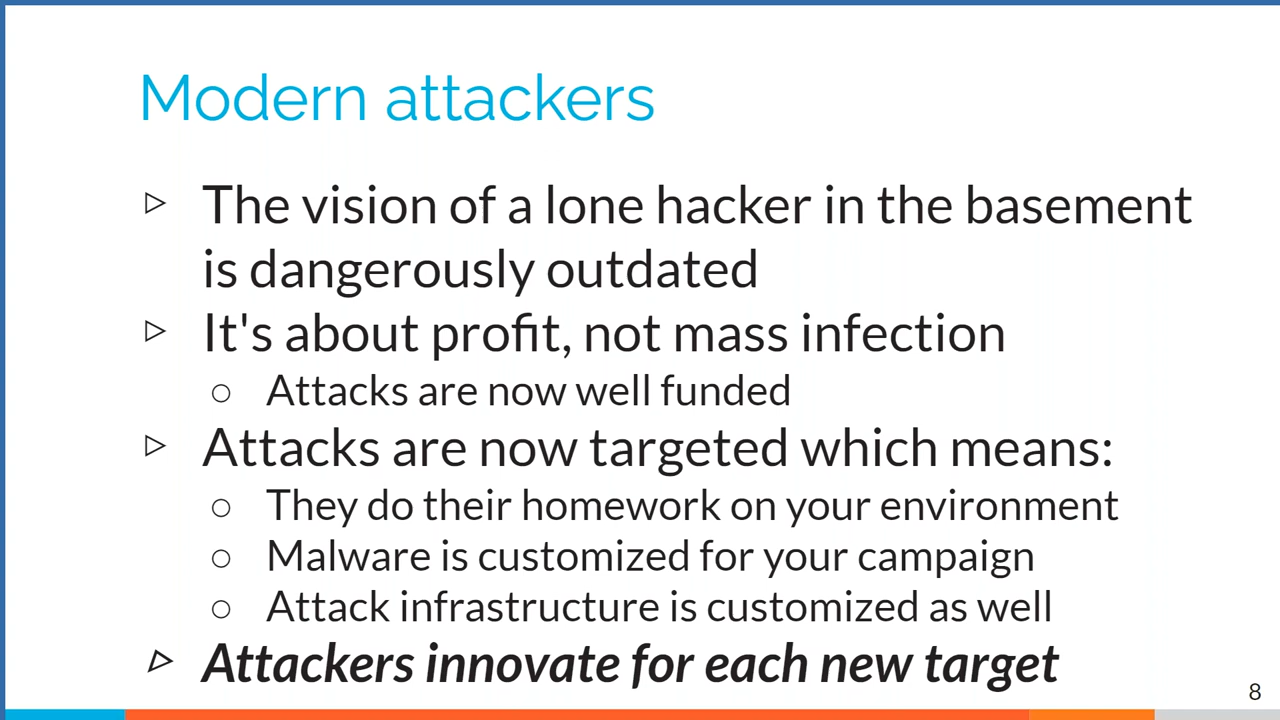 Modern attackers
▷ The vision of a lone hacker in the basement
is dangerously outdated
▷ It's about profit, not mass infection
○ Attacks are now well funded
▷ Attacks are now targeted which means:
○ They do their homework on your environment
○ Malware is customized for your campaign
○ Attack infrastructure is customized as well
▷ Attackers innovate for each new target
8